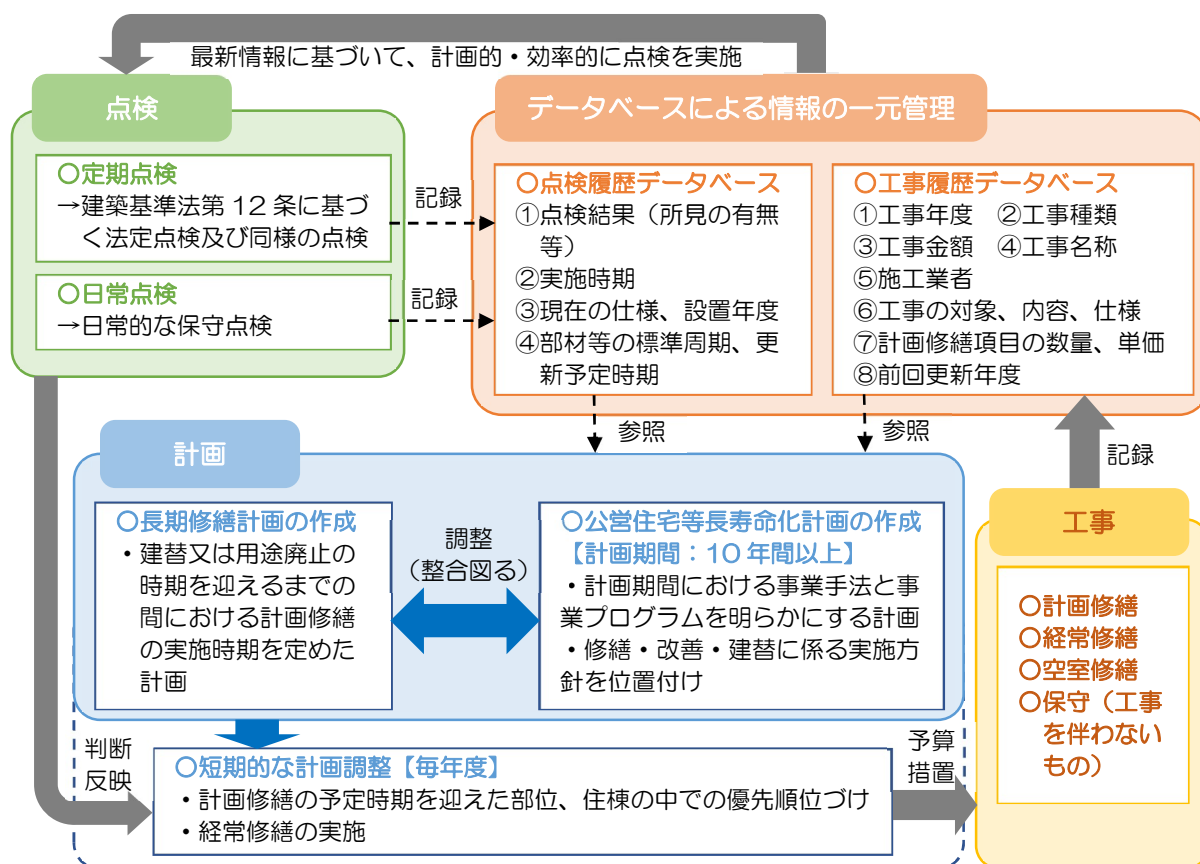 最新情報に基づいて、計画的・効率的に点検を実施
点検
○定期点検
→建築基準法第 12 条に基づ
く法定点検及び同様の点検
○日常点検
→日常的な保守点検
記録
記録
データベースによる情報の一元管理
○点検履歴データベース
①点検結果（所見の有無
等）
②実施時期
③現在の仕様、設置年度
④部材等の標準周期、更
新予定時期
○工事履歴データベース
①工事年度　②工事種類
③工事金額　④工事名称
⑤施工業者
⑥工事の対象、内容、仕様
⑦計画修繕項目の数量、単価
⑧前回更新年度
参照
参照
記録
計画
○長期修繕計画の作成
・建替又は用途廃止の
時期を迎えるまでの
間における計画修繕
の実施時期を定めた
計画
調整
（整合図る）
○公営住宅等長寿命化計画の作成
【計画期間：10 年間以上】
・計画期間における事業手法と事
業プログラムを明らかにする計画
・修繕・改善・建替に係る実施方
針を位置付け
判断
反映
○短期的な計画調整【毎年度】
・計画修繕の予定時期を迎えた部位、住棟の中での優先順位づけ
・経常修繕の実施
予算
措置
工事
○計画修繕
○経常修繕
○空室修繕
○保守（工事
を伴わない
もの）